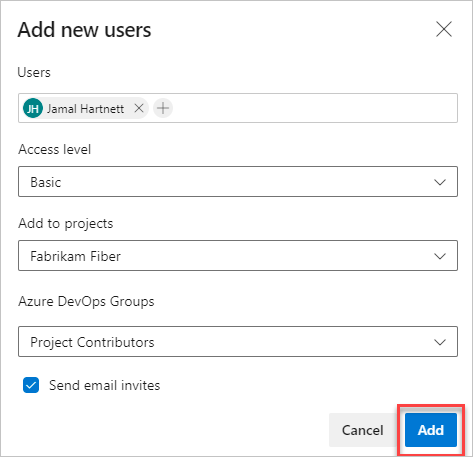 Add new users
Users
JH Jamal Hartnett
Access level
Basic
Add to projects
Fabrikam Fiber
Azure DevOps Groups
Project Contributors
Send email invites
Cancel Add